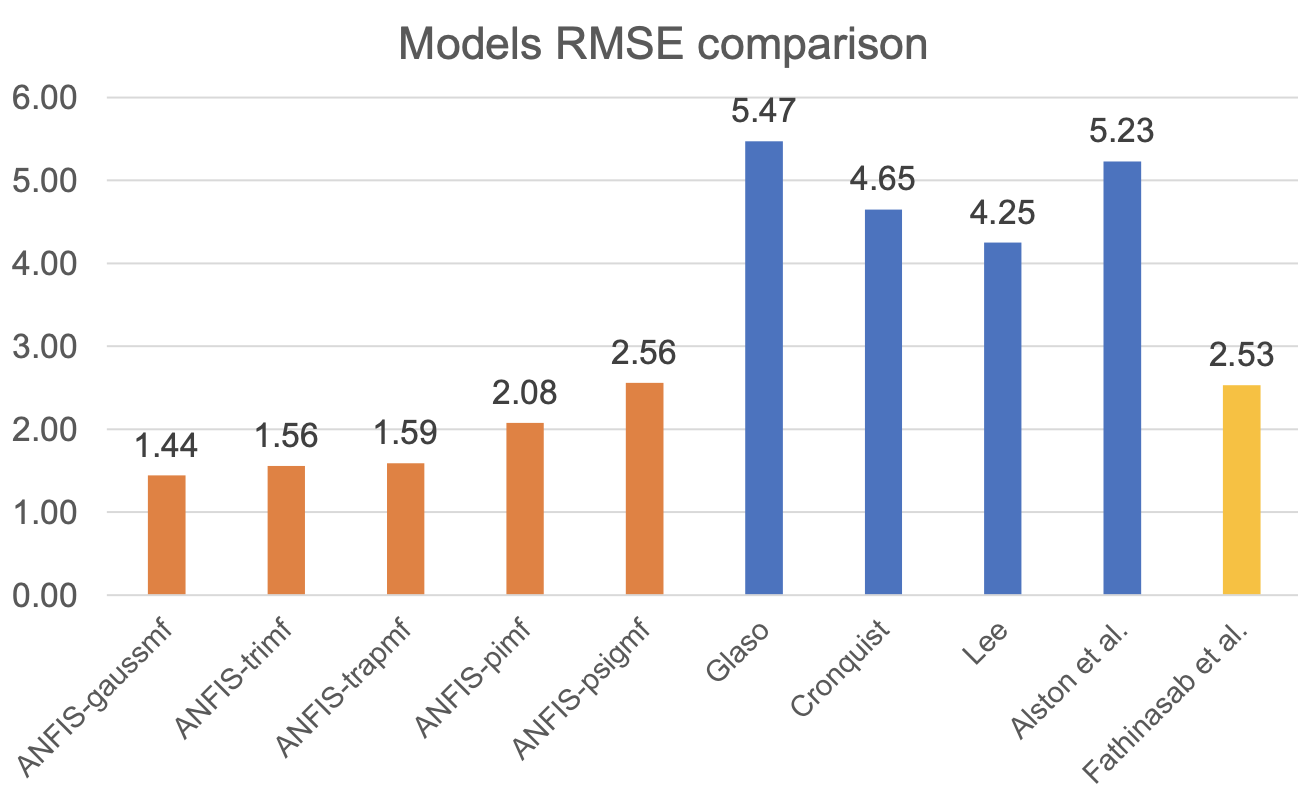 Models RMSE comparison
6.00
5.00
4.00
3.00
2.00
1.00
0.00
1.44
1.56
1.59
2.08
2.56
5.47
4.65
4.25
5.23
2.53
ANFIS-gaussmf
ANFIS-trimf
ANFIS-trapmf
ANFIS-pimf
ANFIS-psigmf
Glaso
Cronquist
Lee
Alston et al.
Fathinasab et al.